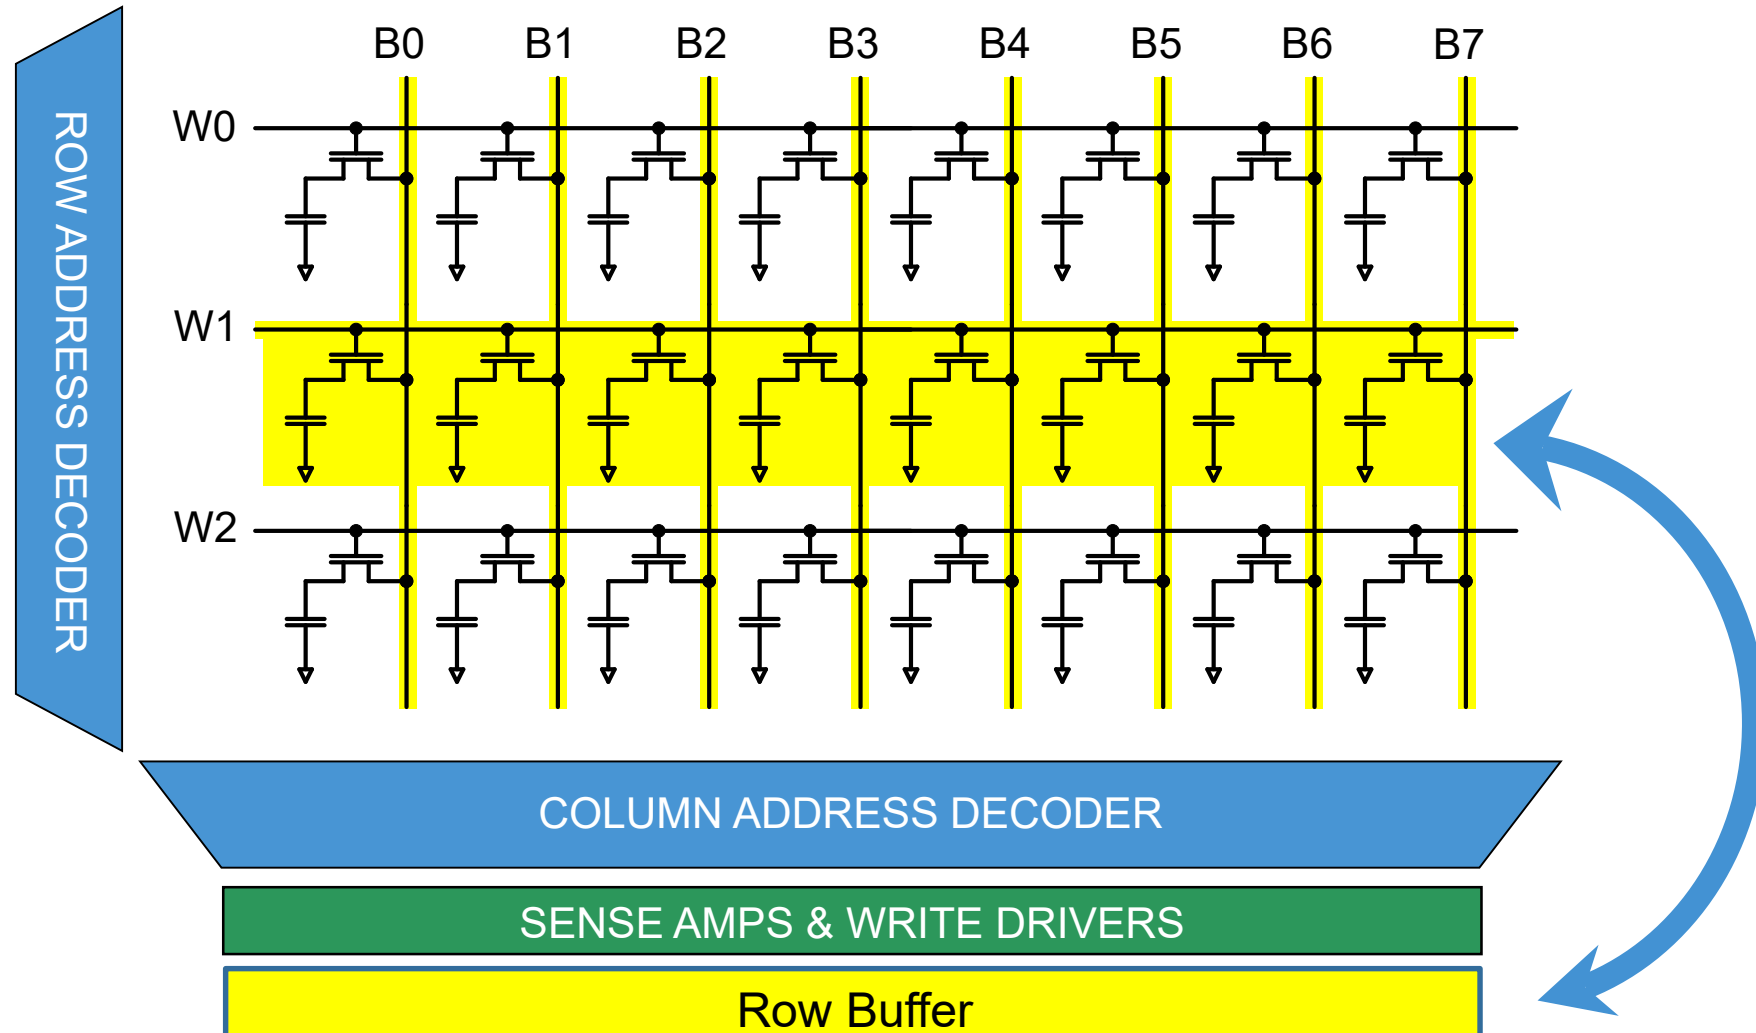 B0 B1 B2 B3 B4 B5 B6 B7
W0
W1
W2
ROW ADDRESS DECODER
COLUMN ADDRESS DECODER
SENSE AMPS & WRITE DRIVERS
Row Buffer